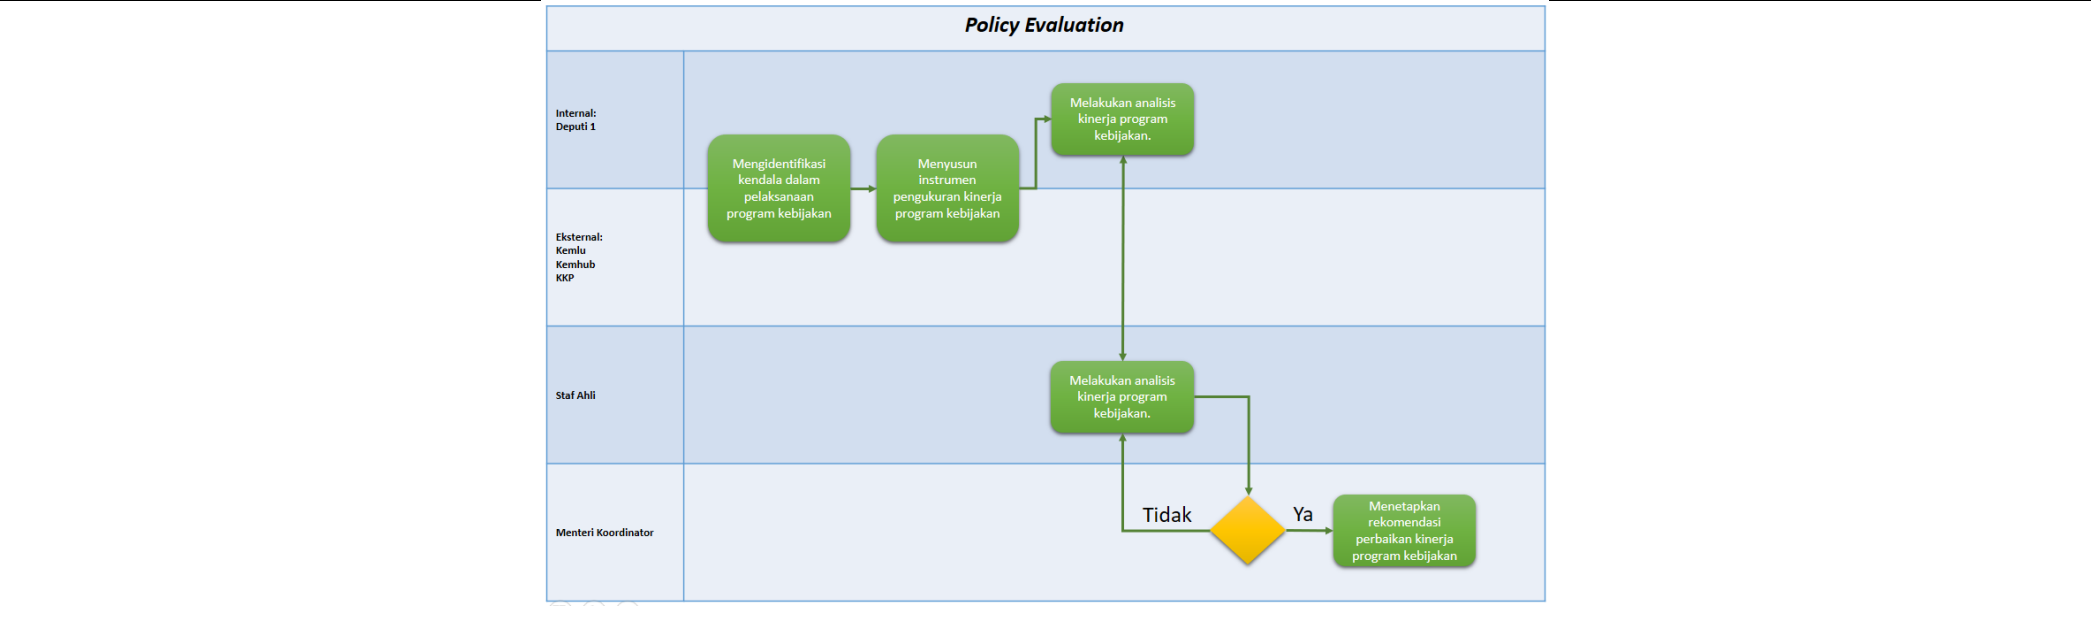 Policy Evaluation
Internal:
Deputi 1
Mengidentifikasi
kendala dalam
pelaksanaan
program kebijakan
Menyusun
instrumen
pengukuran kinerja
program kebijakan
Melakukan analisis
kinerja program
kebijakan.
Eksternal:
Kemlu
Kemhub
KKP
Staf Ahli
Melakukan analisis
kinerja program
kebijakan.
Menteri Koordinator
Tidak
Ya
Menetapkan
rekomendasi
perbaikan kinerja
program kebijakan